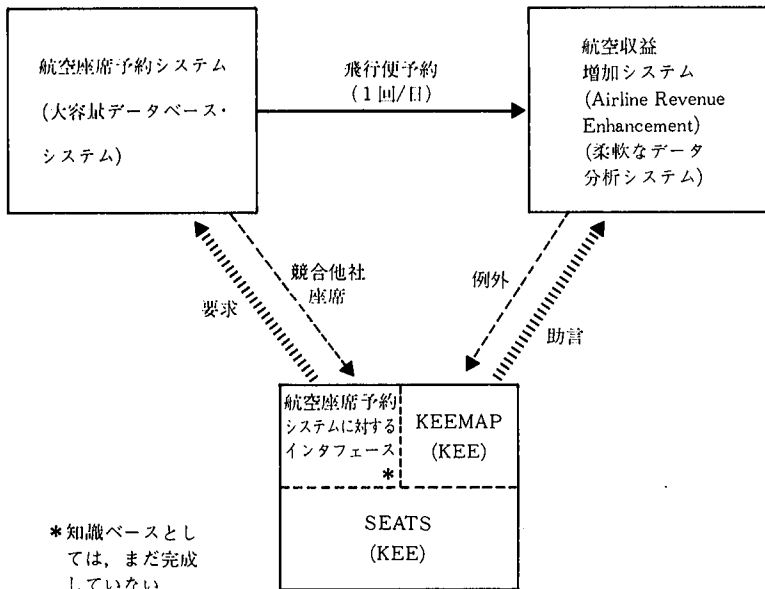 航空座席予約システム
(大容量データベース・
システム)
飛行便予約
(1回/日)
航空収益
増加システム
(Airline Revenue
Enhancement)
(柔軟なデータ
分析システム)
競合他社
座席
要求
例外
助言
航空座席予約
システムに対する
インタフェース
*
KEEMAP
(KEE)
SEATS
(KEE)
*知識ベースとし
ては，まだ完成
していない